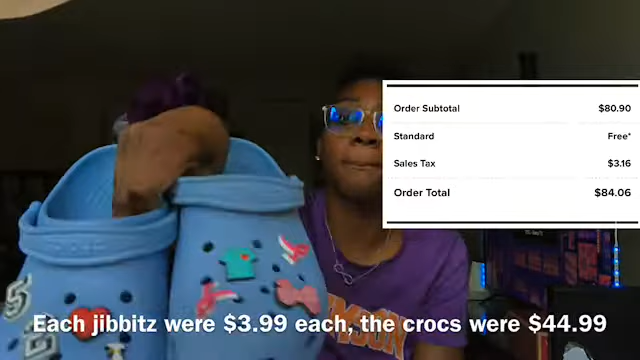 Order Subtotal $80.90
Standard Free*
Sales Tax $3.16
Order Total $84.06
Each jibbitz were $3.99 each, the crocs were $44.99